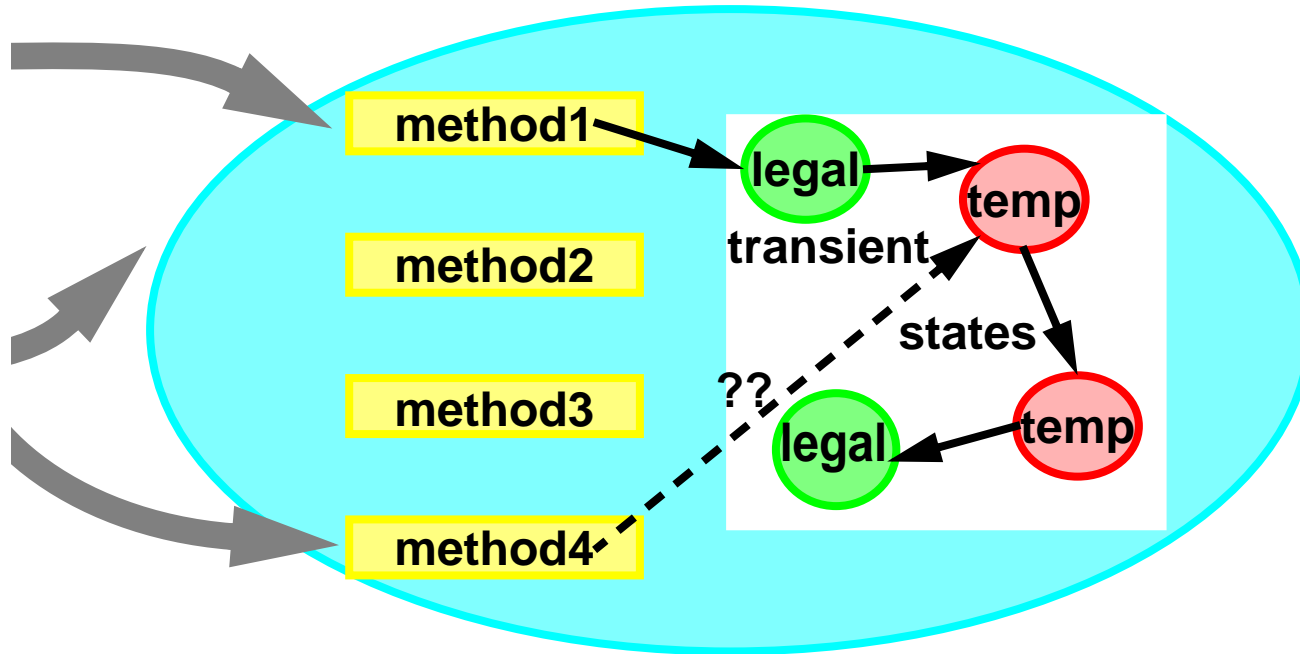 method1
legal
temp
transient
method2
states
method3
??
legal
temp
method4